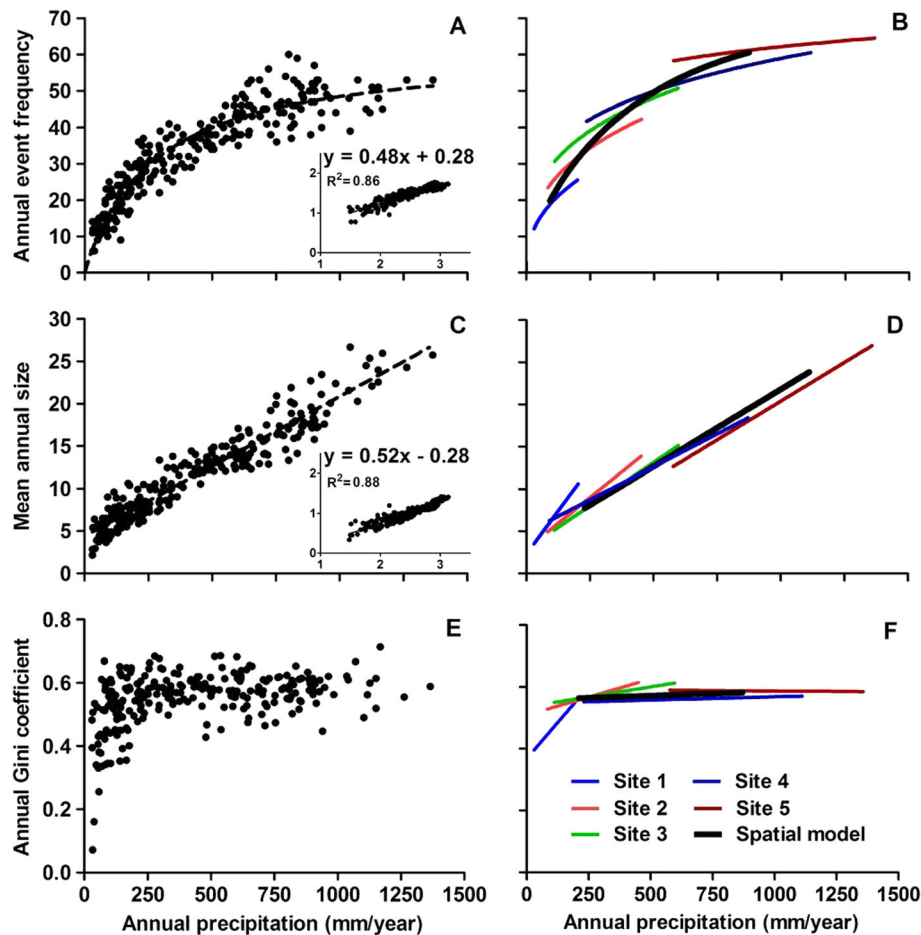 A
Annual event frequency
70
60
50
40
30
20
10
0
y = 0.48x + 0.28
R²=0.86
2
1
0
1 2 3
B
C
Mean annual size
30
25
20
15
10
5
0
y = 0.52x - 0.28
R²=0.88
2
1
0
1 2 3
D
E
Annual Gini coefficient
0.8
0.6
0.4
0.2
0.0
0 250 500 750 1000 1250 1500
Annual precipitation (mm/year)
F
Site 1 Site 4
Site 2 Site 5
Site 3 Spatial model
0 250 500 750 1000 1250 1500
Annual precipitation (mm/year)